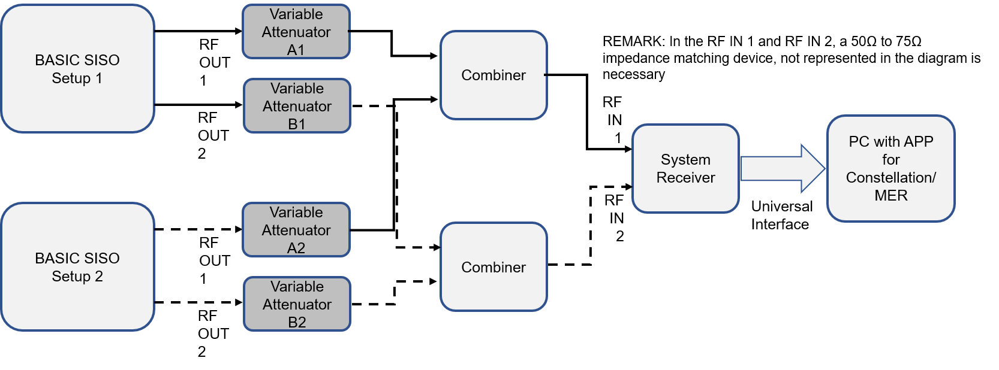 BASIC SISO
Setup 1
RF
OUT
1
RF
OUT
2
Variable
Attenuator
A1
Variable
Attenuator
B1
Combiner
REMARK: In the RF IN 1 and RF IN 2, a 50Ω to 75Ω
impedance matching device, not represented in the diagram is
necessary
RF
IN
1
System
Receiver
PC with APP
for
Constellation/
MER
RF
IN
2
Universal
Interface
BASIC SISO
Setup 2
RF
OUT
1
RF
OUT
2
Variable
Attenuator
A2
Variable
Attenuator
B2
Combiner